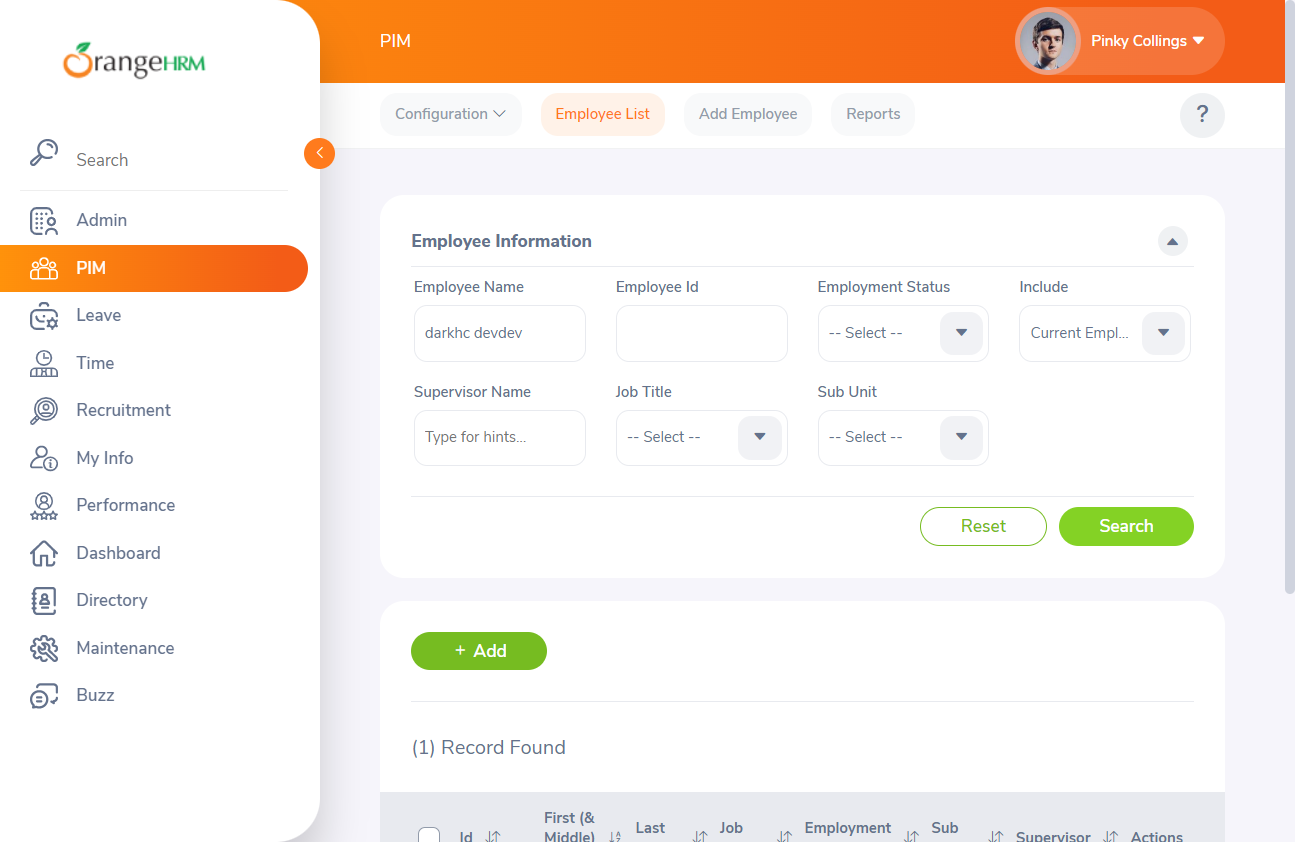 OrangeHRM
PIM
Pinky Collings
Configuration
Employee List
Add Employee
Reports
?
Search
Admin
PIM
Leave
Time
Recruitment
My Info
Performance
Dashboard
Directory
Maintenance
Buzz
Employee Information
Employee Name
Employee Id
Employment Status
Include
darkhc devdev
-- Select --
Current Empl...
Supervisor Name
Job Title
Sub Unit
Type for hints...
-- Select --
-- Select --
Reset
Search
+ Add
(1) Record Found
Id
First (&
Middle)
Last
Job
Employment
Sub
Supervisor
Actions